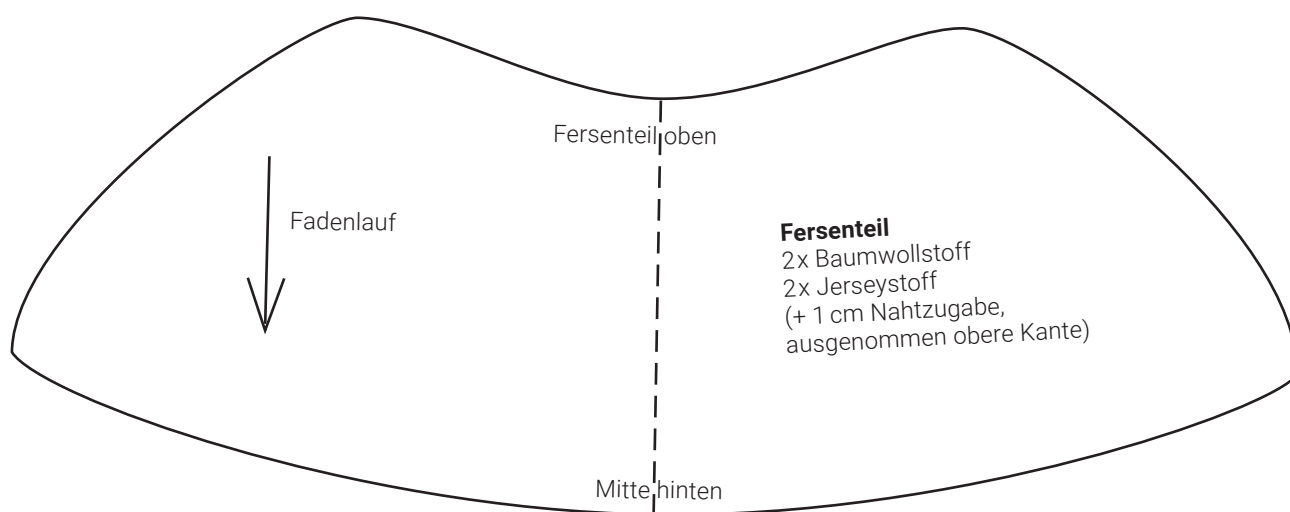 Fersenteil oben
Fadenlauf
Fersenteil
2x Baumwollstoff
2x Jerseystoff
(+ 1 cm Nahtzugabe,
ausgenommen obere Kante)
Mitte hinten